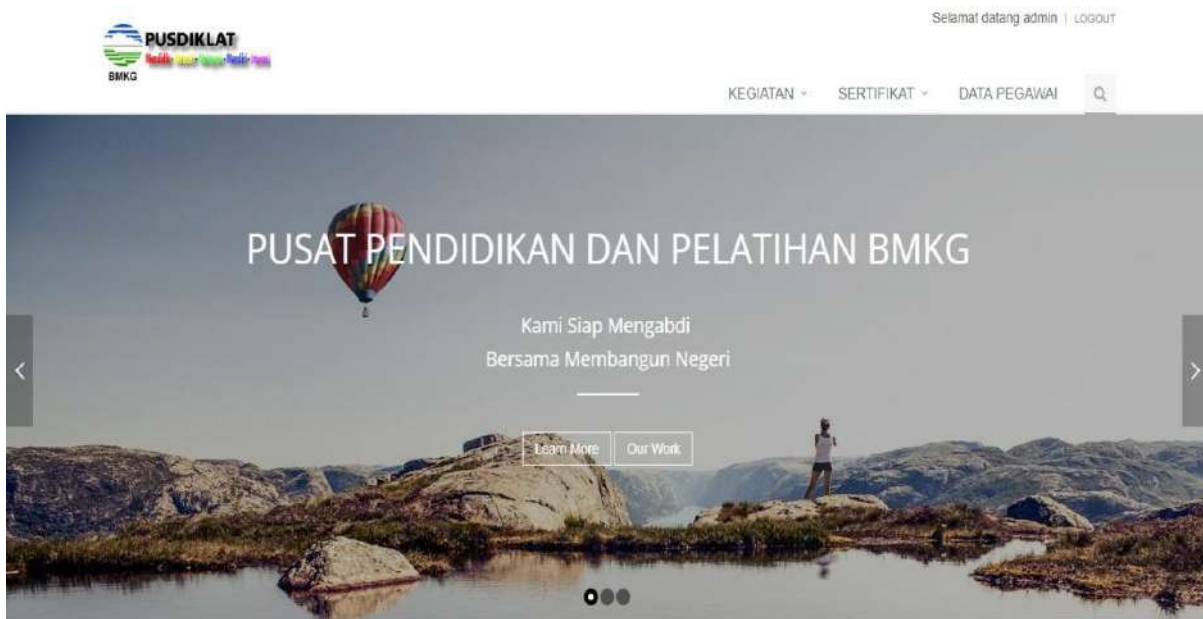 Selamat datang admin | LOGOUT
PUSDIKLAT
BMKG
KEGIATAN SERTIFIKAT DATA PEGAWAI
PUSAT PENDIDIKAN DAN PELATIHAN BMKG
Kami Siap Mengabdi
Bersama Membangun Negeri
Learn More Our Work